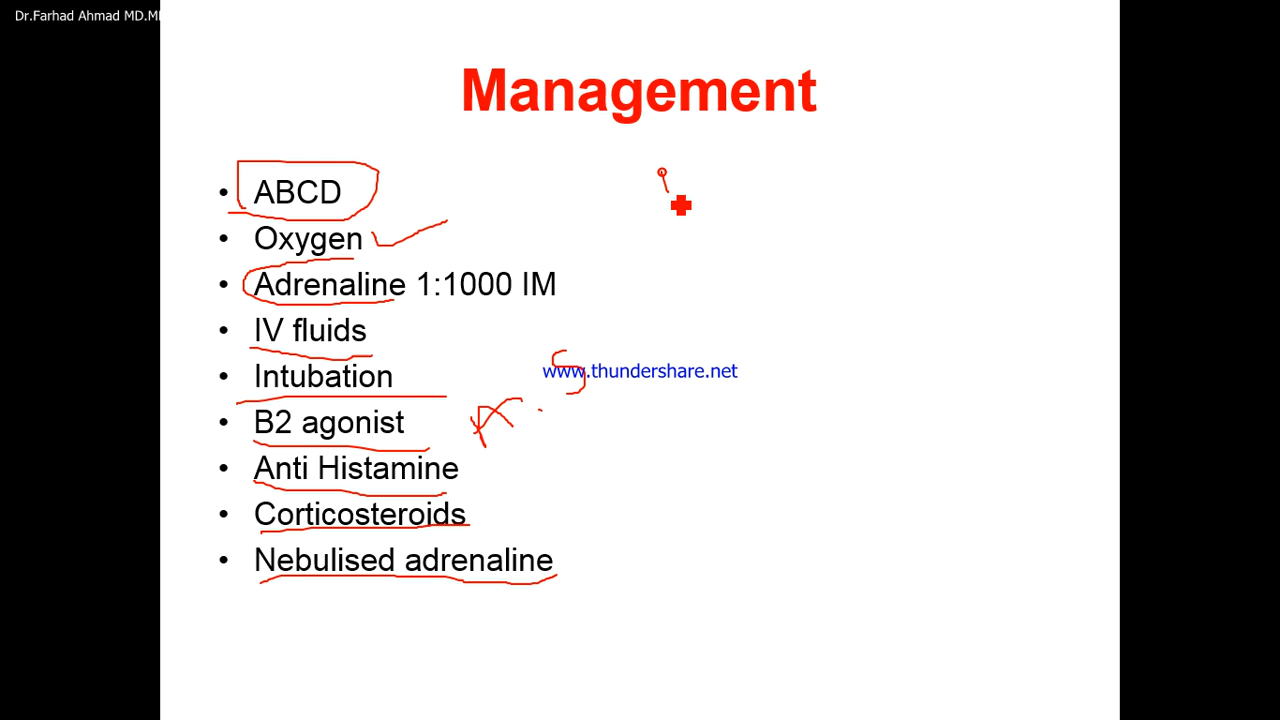 Dr.Farhad Ahmad MD.M
Management
• ABCD
• Oxygen
• Adrenaline 1:1000 IM
• IV fluids
• Intubation
www.thundershare.net
• B2 agonist
• Anti Histamine
• Corticosteroids
• Nebulised adrenaline